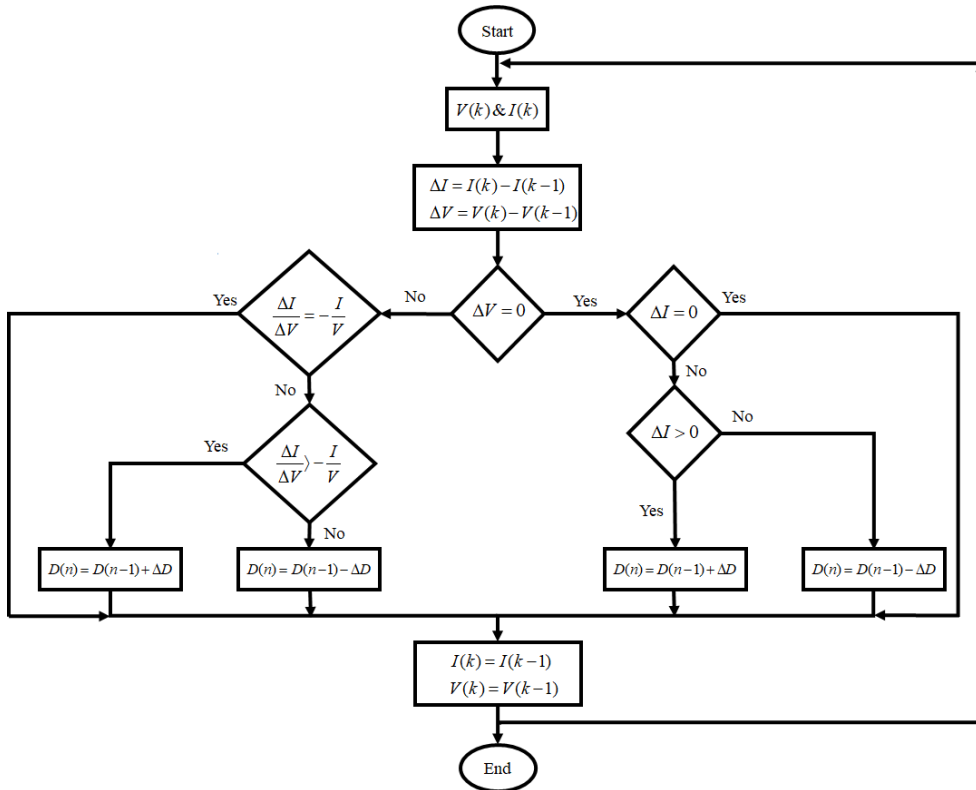 Start
V(k)&I(k)
ΔI=I(k)−I(k−1)
ΔV=V(k)−V(k−1)
Yes
ΔI/ΔV=−I/V
No
ΔV=0
Yes
ΔI=0
Yes
No
No
Yes
ΔI/ΔV⟩−I/V
ΔI>0
No
Yes
No
D(n)=D(n−1)+ΔD
D(n)=D(n−1)−ΔD
D(n)=D(n−1)+ΔD
D(n)=D(n−1)−ΔD
I(k)=I(k−1)
V(k)=V(k−1)
End